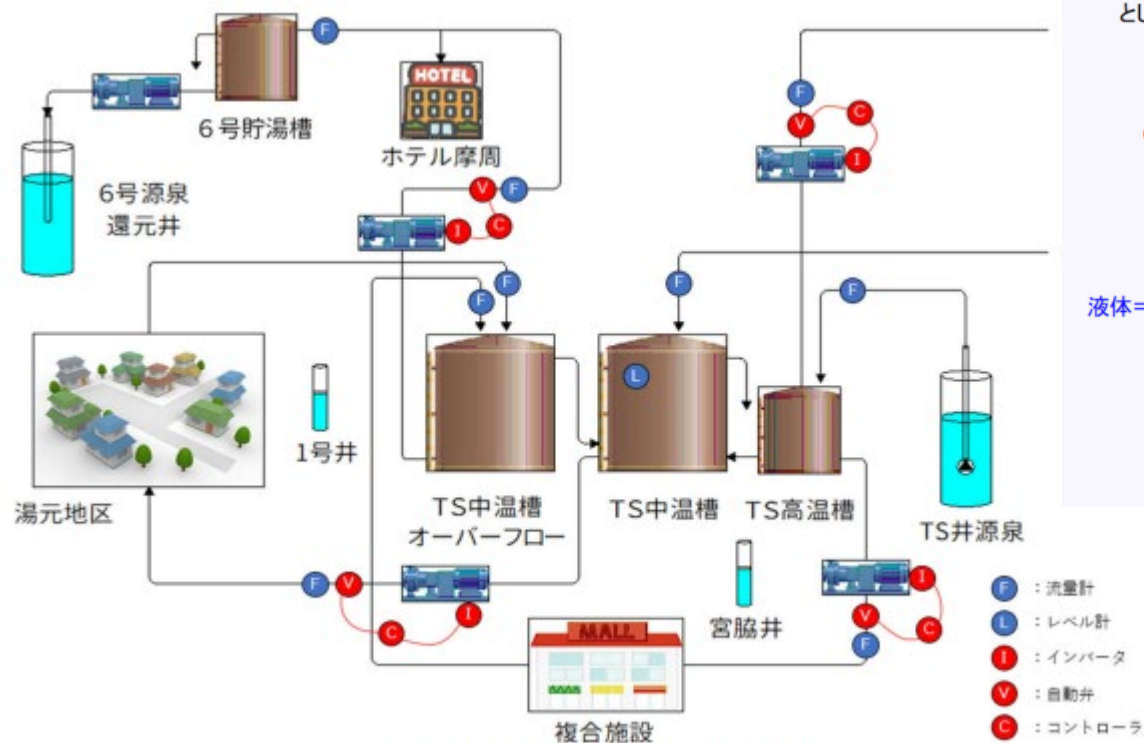 とし
F
HOTEL
6号貯湯槽
ホテル摩周
F
V
C
I
6号源泉
還元井
V
F
I
C
F
F
F
F
液体=
L
1号井
湯元地区
TS中温槽
オーバーフロー
TS中温槽
TS高温槽
TS井源泉
F
V
I
C
宮脇井
I
V
C
F
MALL
複合施設
F :流量計
L :レベル計
I :インバータ
V :自動弁
C :コントローラ